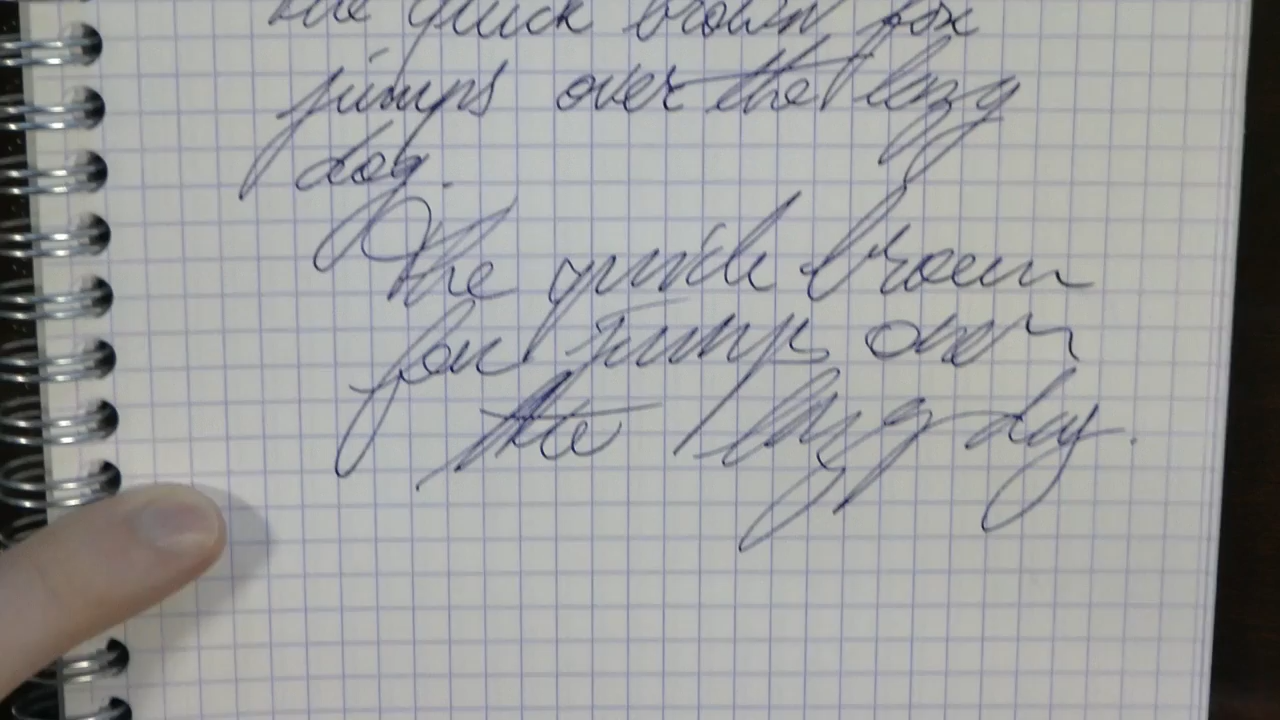 the quick brown fox
jumps over the lazy
dog.
The quick brown
fox jumps over
the lazy dog.